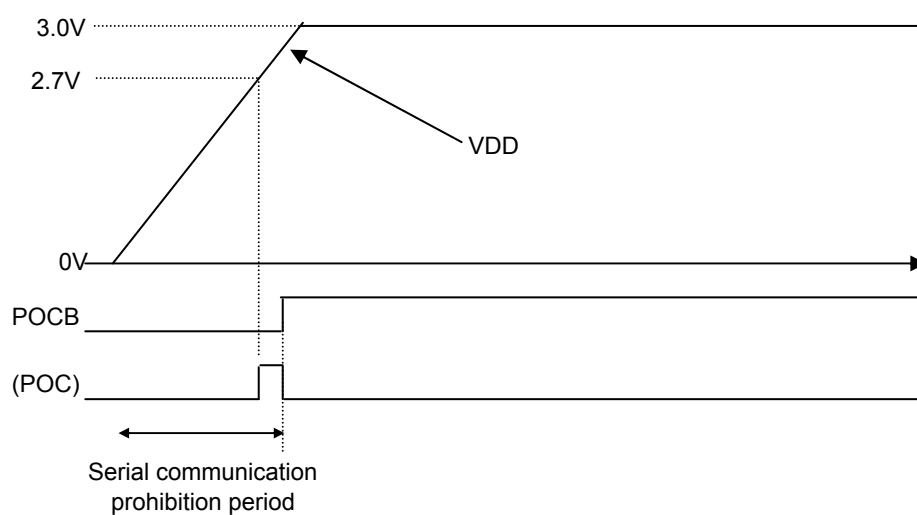 3.0V
2.7V
VDD
0V
POCB
(POC)
Serial communication
prohibition period